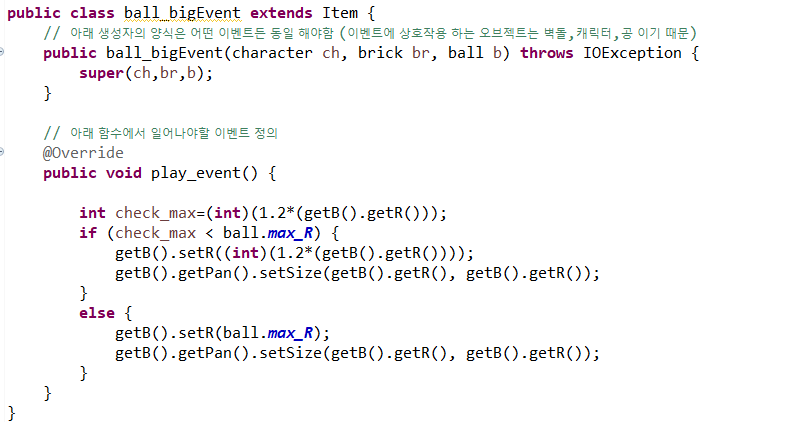 public class ball_bigEvent extends Item {
// 아래 생성자의 양식은 어떤 이벤트든 동일 해야함 (이벤트에 상호작용 하는 오브젝트는 벽돌,캐릭터,공 이기 때문)
public ball_bigEvent(character ch, brick br, ball b) throws IOException {
super(ch,br,b);
}
// 아래 함수에서 일어나야할 이벤트 정의
@Override
public void play_event() {
int check_max=(int)(1.2*(getB().getR()));
if (check_max < ball.max_R) {
getB().setR((int)(1.2*(getB().getR())));
getB().getPan().setSize(getB().getR(), getB().getR());
}
else {
getB().setR(ball.max_R);
getB().getPan().setSize(getB().getR(), getB().getR());
}
}
}